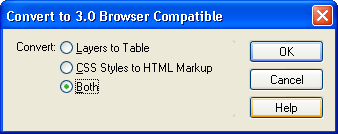 Convert to 3.0 Browser Compatible
Convert: Layers to Table
CSS Styles to HTML Markup
Both
OK
Cancel
Help